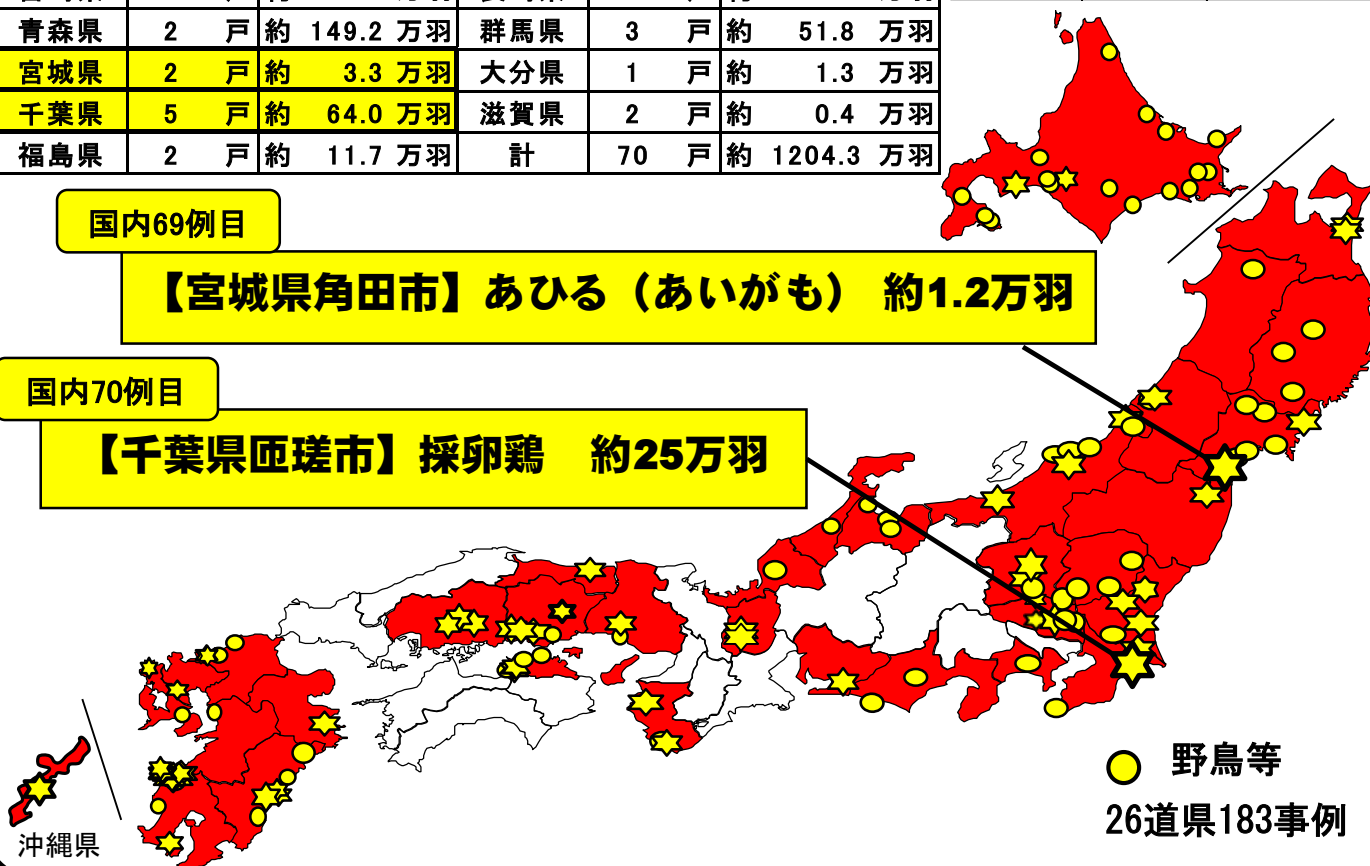 青森県 2 戸 約 149.2 万羽 群馬県 3 戸 約 51.8 万羽
宮城県 2 戸 約 3.3 万羽 大分県 1 戸 約 1.3 万羽
千葉県 5 戸 約 64.0 万羽 滋賀県 2 戸 約 0.4 万羽
福島県 2 戸 約 11.7 万羽 計 70 戸 約 1204.3 万羽
国内69例目
【宮城県角田市】あひる（あいがも） 約1.2万羽
国内70例目
【千葉県匝瑳市】採卵鶏 約25万羽
野鳥等
26道県183事例
沖縄県